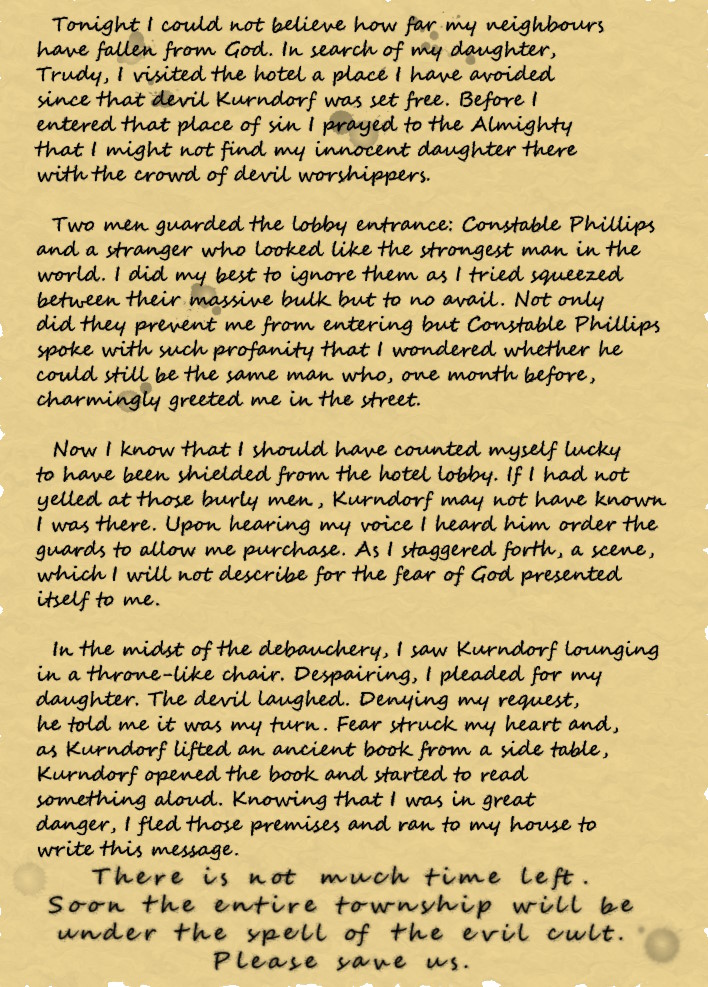 Tonight I could not believe how far my neighbours
have fallen from God. In search of my daughter,
Trudy, I visited the hotel a place I have avoided
since that devil Kurndorf was set free. Before I
entered that place of sin I prayed to the Almighty
that I might not find my innocent daughter there
with the crowd of devil worshippers.

Two men guarded the lobby entrance: Constable Phillips
and a stranger who looked like the strongest man in the
world. I did my best to ignore them as I tried squeezed
between their massive bulk but to no avail. Not only
did they prevent me from entering but Constable Phillips
spoke with such profanity that I wondered whether he
could still be the same man who, one month before,
charmingly greeted me in the street.

Now I know that I should have counted myself lucky
to have been shielded from the hotel lobby. If I had not
yelled at those burly men, Kurndorf may not have known
I was there. Upon hearing my voice I heard him order the
guards to allow me purchase. As I staggered forth, a scene,
which I will not describe for the fear of God presented
itself to me.

In the midst of the debauchery, I saw Kurndorf lounging
in a throne-like chair. Despairing, I pleaded for my
daughter. The devil laughed. Denying my request,
he told me it was my turn. Fear struck my heart and,
as Kurndorf lifted an ancient book from a side table,
Kurndorf opened the book and started to read
something aloud. Knowing that I was in great
danger, I fled those premises and ran to my house to
write this message.
There is not much time left.
Soon the entire township will be
under the spell of the evil cult.
Please save us.